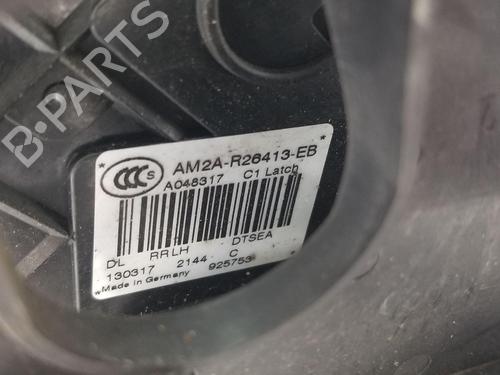 B-PARTS
CCC S
AM2A-R26413-EB
A048317 C1 Latch
DL RRLH DTSEA
130317 2144 C
Made in Germany 925753